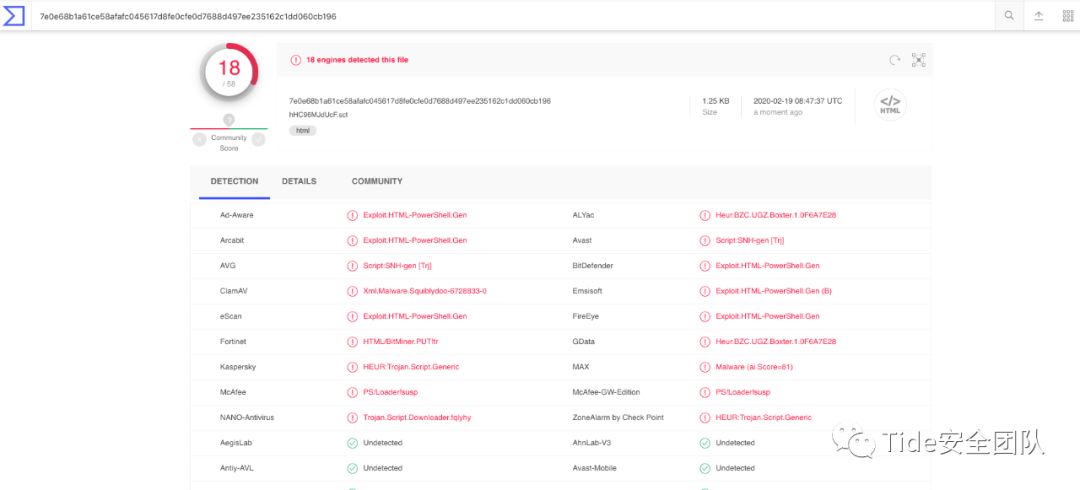 7e0e68b1a61ce58afafc045617d8fe0cfe0d7688d497ee235162c1dd060cb196
18
/ 58
18 engines detected this file
7e0e68b1a61ce58afafc045617d8fe0cfe0d7688d497ee235162c1dd060cb196
hHC96MJdUcF.sct
html
1.25 KB
Size
2020-02-19 08:47:37 UTC
a moment ago
</>
HTML
?
Community
Score
DETECTION DETAILS COMMUNITY
Ad-Aware Exploit.HTML-PowerShell.Gen ALYac Heur.BZC.UGZ.Boxter.1.0F6A7E28
Arcabit Exploit.HTML-PowerShell.Gen Avast Script:SNH-gen [Trj]
AVG Script:SNH-gen [Trj] BitDefender Exploit.HTML-PowerShell.Gen
ClamAV Xml.Malware.Squiblydoo-6728833-0 Emsisoft Exploit.HTML-PowerShell.Gen (B)
eScan Exploit.HTML-PowerShell.Gen FireEye Exploit.HTML-PowerShell.Gen
Fortinet HTML/BitMiner.PUT!tr GData Heur.BZC.UGZ.Boxter.1.0F6A7E28
Kaspersky HEUR:Trojan.Script.Generic MAX Malware (ai Score=81)
McAfee PS/Loader!susp McAfee-GW-Edition PS/Loader!susp
NANO-Antivirus Trojan.Script.Downloader.fqlyhy ZoneAlarm by Check Point HEUR:Trojan.Script.Generic
AegisLab Undetected AhnLab-V3 Undetected
Antiy-AVL Undetected Avast-Mobile Undetected
Tide安全团队